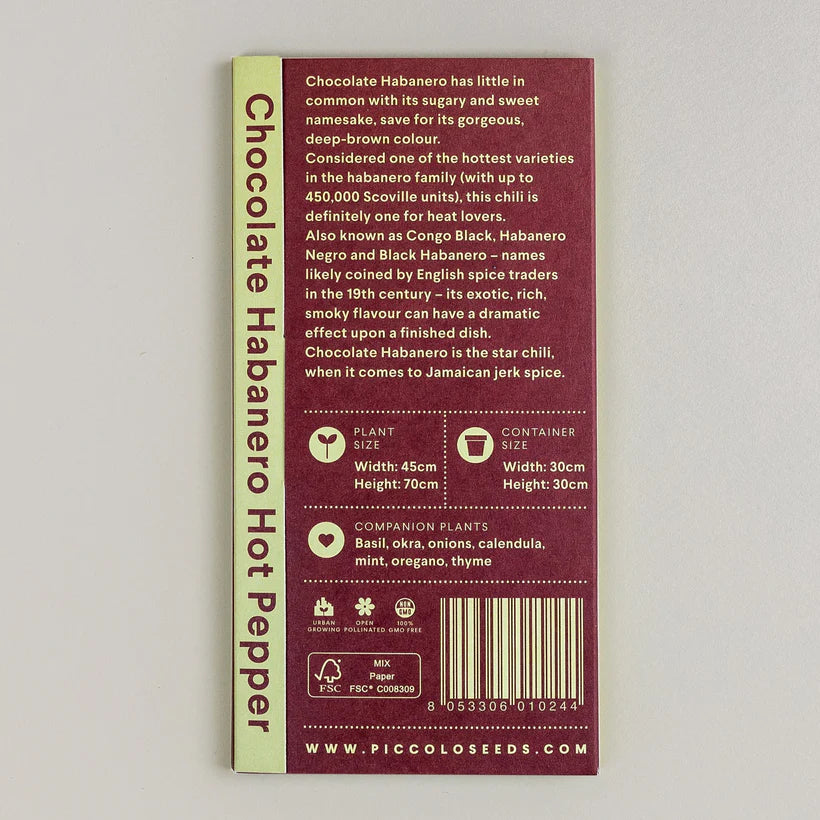 Chocolate Habanero Hot Pepper
Chocolate Habanero has little in
common with its sugary and sweet
namesake, save for its gorgeous,
deep-brown colour.
Considered one of the hottest varieties
in the habanero family (with up to
450,000 Scoville units), this chili is
definitely one for heat lovers.
Also known as Congo Black, Habanero
Negro and Black Habanero – names
likely coined by English spice traders
in the 19th century – its exotic, rich,
smoky flavour can have a dramatic
effect upon a finished dish.
Chocolate Habanero is the star chili,
when it comes to Jamaican jerk spice.
PLANT
SIZE
Width: 45cm
Height: 70cm
CONTAINER
SIZE
Width: 30cm
Height: 30cm
COMPANION PLANTS
Basil, okra, onions, calendula,
mint, oregano, thyme
URBAN
GROWING
OPEN
POLLINATED
NON
GMO
100%
GMO FREE
FSC
MIX
Paper
FSC® C008309
8 053306 010244
WWW.PICCOLOSEEDS.COM